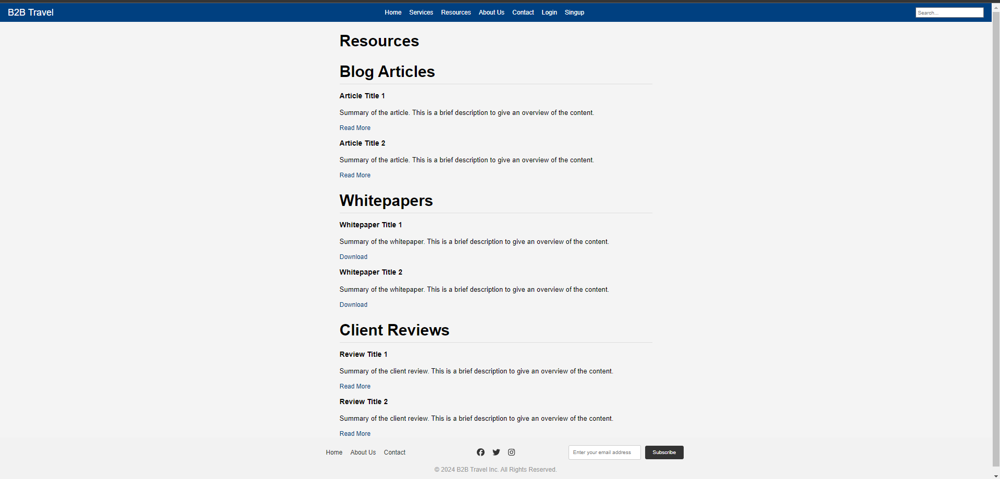 B2B Travel
Home Services Resources About Us Contact Login Singup
Search...
Resources
Blog Articles
Article Title 1
Summary of the article. This is a brief description to give an overview of the content.
Read More
Article Title 2
Summary of the article. This is a brief description to give an overview of the content.
Read More
Whitepapers
Whitepaper Title 1
Summary of the whitepaper. This is a brief description to give an overview of the content.
Download
Whitepaper Title 2
Summary of the whitepaper. This is a brief description to give an overview of the content.
Download
Client Reviews
Review Title 1
Summary of the client review. This is a brief description to give an overview of the content.
Read More
Review Title 2
Summary of the client review. This is a brief description to give an overview of the content.
Read More
Home About Us Contact
Enter your email address
Subscribe
© 2024 B2B Travel Inc. All Rights Reserved.